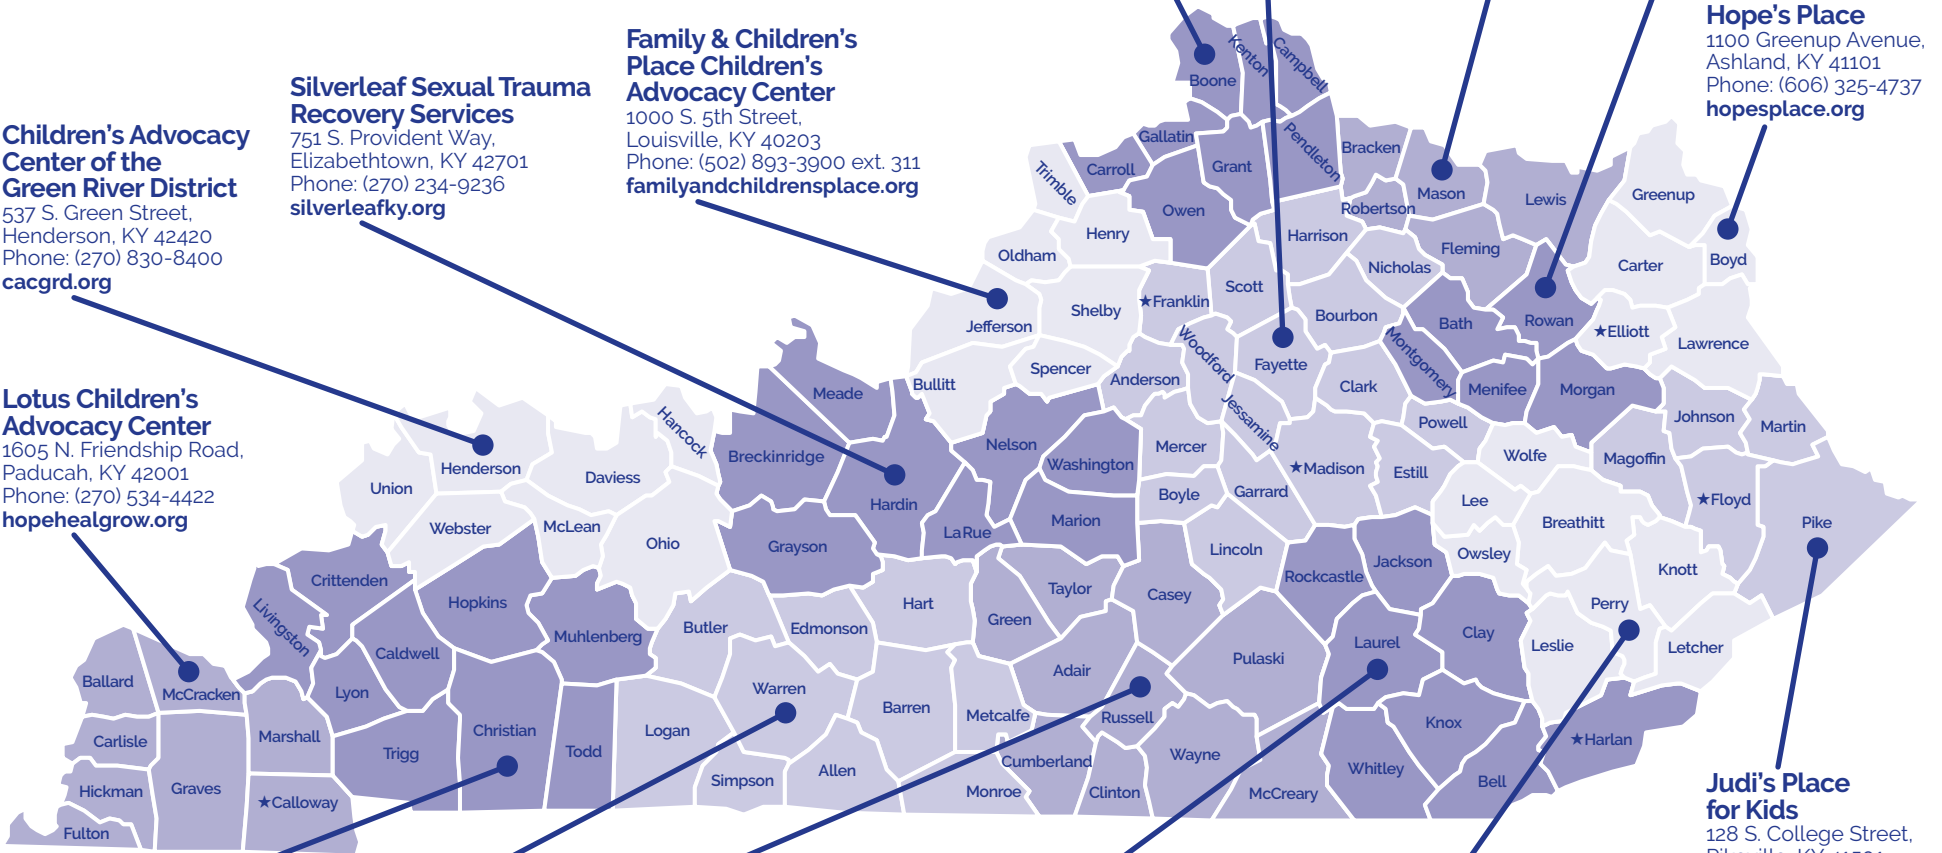 Hope's Place
1100 Greenup Avenue,
Ashland, KY 41101
Phone: (606) 325-4737
hopesplace.org
Family & Children's
Place Children's
Advocacy Center
1000 S. 5th Street,
Louisville, KY 40203
Phone: (502) 893-3900 ext. 311
familyandchildrensplace.org
Silverleaf Sexual Trauma
Recovery Services
751 S. Provident Way,
Elizabethtown, KY 42701
Phone: (270) 234-9236
silverleafky.org
Children's Advocacy
Center of the
Green River District
537 S. Green Street,
Henderson, KY 42420
Phone: (270) 830-8400
cacgrd.org
Lotus Children's
Advocacy Center
1605 N. Friendship Road,
Paducah, KY 42001
Phone: (270) 534-4422
hopehealgrow.org
Boone
Kenton
Campbell
Gallatin
Carroll
Grant
Pendleton
Bracken
Mason
Lewis
Greenup
Trimble
Owen
Robertson
Henry
Harrison
Fleming
Oldham
Nicholas
Carter
Boyd
Scott
★Franklin
Shelby
Jefferson
Bourbon
Bath
Rowan
★Elliott
Lawrence
Woodford
Montgomery
Fayette
Spencer
Anderson
Bullitt
Clark
Menifee
Morgan
Meade
Jessamine
Johnson
Martin
Powell
Hancock
Nelson
Mercer
Breckinridge
Washington
Wolfe
Magoffin
Henderson
★Madison
Estill
Daviess
Union
Boyle
Garrard
Lee
★Floyd
Hardin
Marion
Breathitt
Pike
Webster
McLean
LaRue
Ohio
Grayson
Lincoln
Owsley
Jackson
Knott
Crittenden
Rockcastle
Taylor
Casey
Hopkins
Hart
Perry
Livingston
Green
Muhlenberg
Butler
Edmonson
Clay
Laurel
Leslie
Letcher
Caldwell
Pulaski
Adair
Ballard
McCracken
Lyon
Warren
Barren
Metcalfe
Russell
Knox
Christian
Logan
Marshall
Carlisle
Trigg
Todd
★Harlan
Wayne
Cumberland
Whitley
Allen
Simpson
Bell
Hickman
Graves
Monroe
Clinton
McCreary
★Calloway
Fulton
Judi's Place
for Kids
128 S. College Street,